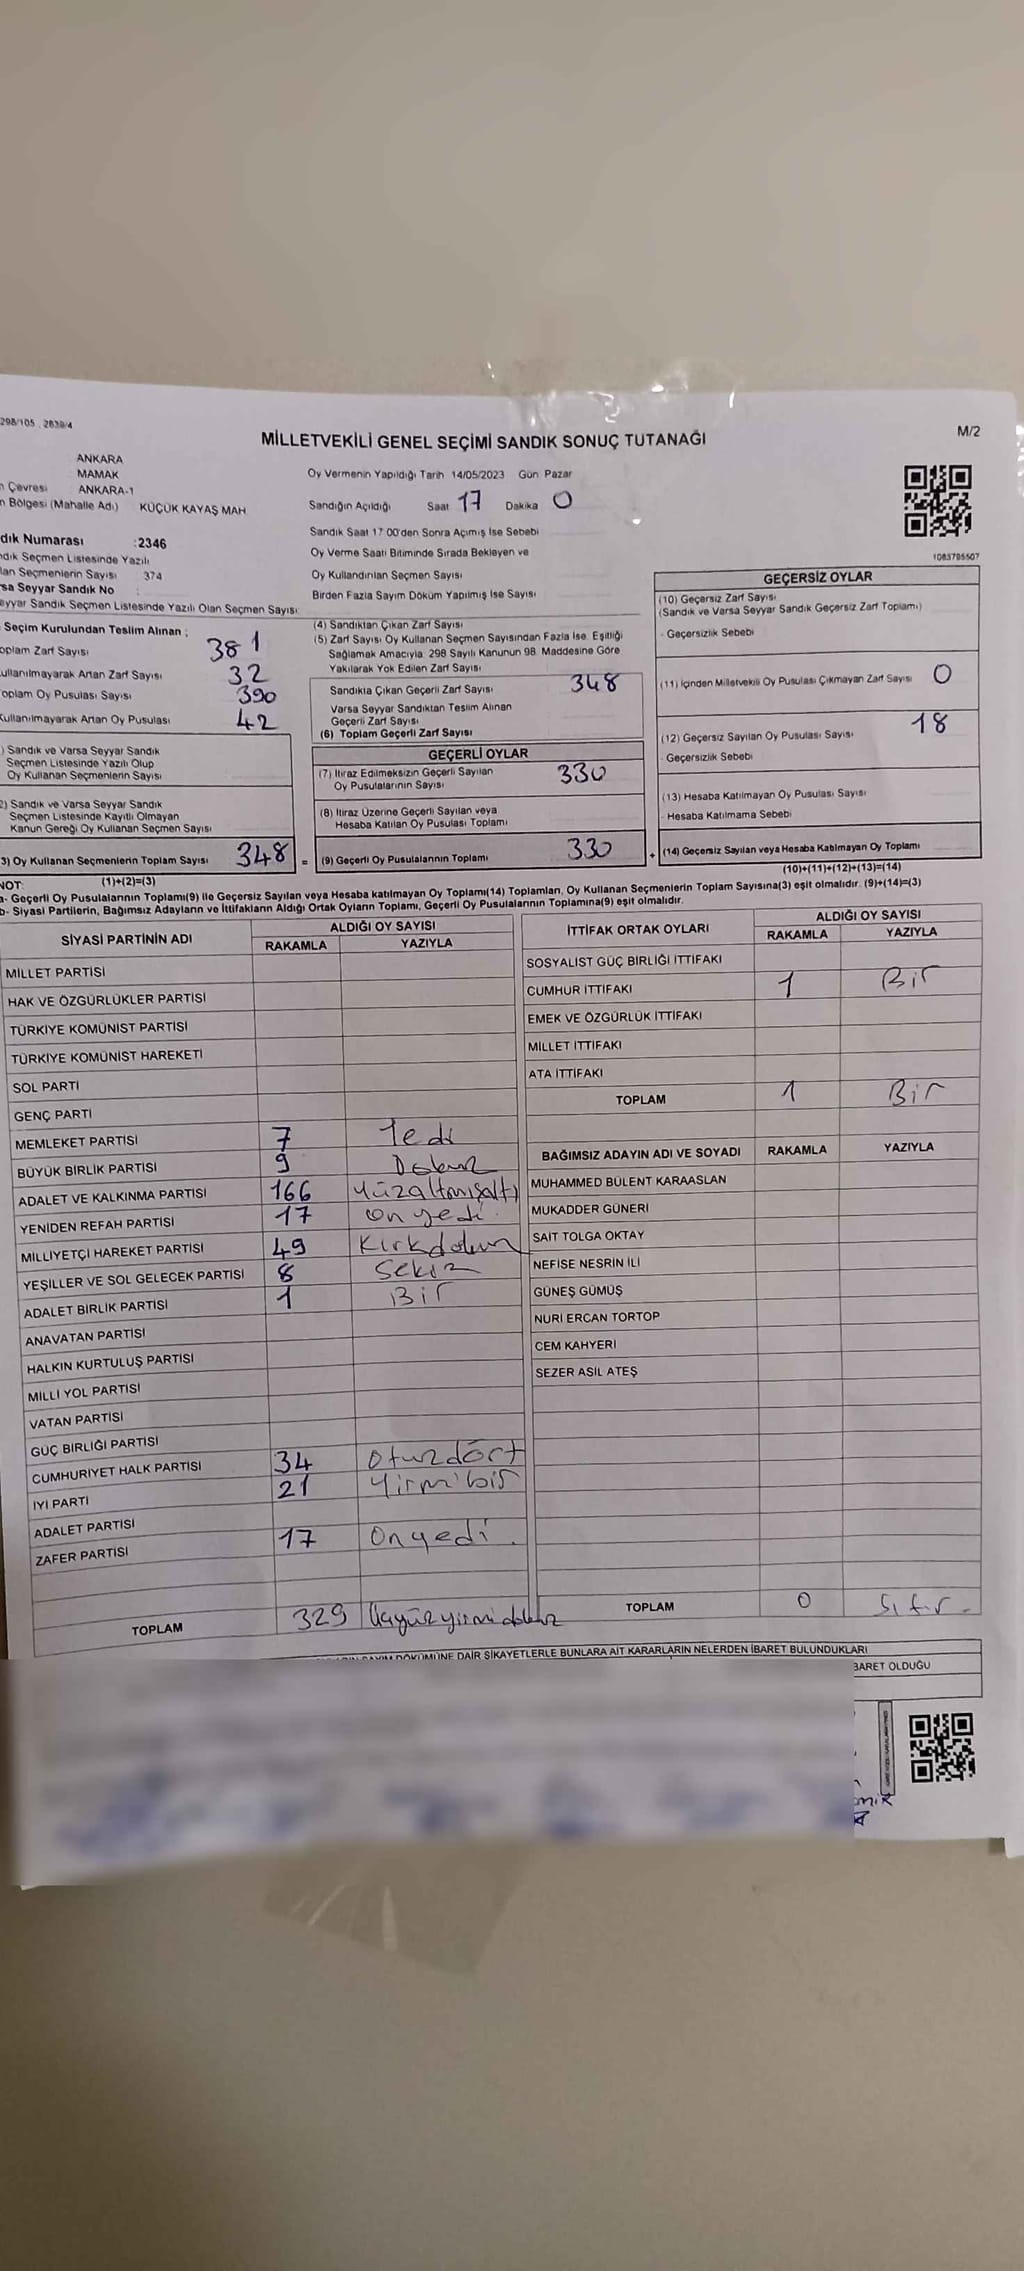 298/105 . 2839/4
M/2
MİLLETVEKİLİ GENEL SEÇİMİ SANDIK SONUÇ TUTANAĞI
ANKARA
MAMAK
Çevresi ANKARA-1
Bölgesi (Mahalle Adı) KÜÇÜK KAYAŞ MAH
Oy Vermenin Yapıldığı Tarih 14/05/2023 Gün Pazar
Sandığın Açıldığı Saat 17 Dakika 0
Sandık Saat 17:00'den Sonra Açılmış İse Sebebi
Oy Verme Saati Bitiminde Sırada Bekleyen ve
Oy Kullandırılan Seçmen Sayısı
Birden Fazla Sayım Döküm Yapılmış İse Sayısı
dık Numarası :2346
ndık Seçmen Listesinde Yazılı
lan Seçmenlerin Sayısı 374
sa Seyyar Sandık No :
eyyar Sandık Seçmen Listesinde Yazılı Olan Seçmen Sayısı:
1083795507
Seçim Kurulundan Teslim Alınan ;
oplam Zarf Sayısı 381
ullanılmayarak Artan Zarf Sayısı 32
oplam Oy Pusulası Sayısı 390
Kullanılmayarak Artan Oy Pusulası 42
) Sandık ve Varsa Seyyar Sandık
Seçmen Listesinde Yazılı Olup
Oy Kullanan Seçmenlerin Sayısı
2) Sandık ve Varsa Seyyar Sandık
Seçmen Listesinde Kayıtlı Olmayan
Kanun Gereği Oy Kullanan Seçmen Sayısı
3) Oy Kullanan Seçmenlerin Toplam Sayısı 348 =
(1)+(2)=(3)
(4) Sandıktan Çıkan Zarf Sayısı
(5) Zarf Sayısı Oy Kullanan Seçmen Sayısından Fazla İse, Eşitliği
Sağlamak Amacıyla 298 Sayılı Kanunun 98. Maddesine Göre
Yakılarak Yok Edilen Zarf Sayısı
Sandıkta Çıkan Geçerli Zarf Sayısı 348
Varsa Seyyar Sandıktan Teslim Alınan
Geçerli Zarf Sayısı
(6) Toplam Geçerli Zarf Sayısı
GEÇERLİ OYLAR
(7) İtiraz Edilmeksizin Geçerli Sayılan 330
Oy Pusulalarının Sayısı
(8) İtiraz Üzerine Geçerli Sayılan veya
Hesaba Katılan Oy Pusulası Toplamı
(9) Geçerli Oy Pusulalarının Toplamı 330 +
GEÇERSİZ OYLAR
(10) Geçersiz Zarf Sayısı
(Sandık ve Varsa Seyyar Sandık Geçersiz Zarf Toplamı)
- Geçersizlik Sebebi
(11) İçinden Milletvekili Oy Pusulası Çıkmayan Zarf Sayısı 0
(12) Geçersiz Sayılan Oy Pusulası Sayısı 18
- Geçersizlik Sebebi
(13) Hesaba Katılmayan Oy Pusulası Sayısı
- Hesaba Katılmama Sebebi
(14) Geçersiz Sayılan veya Hesaba Katılmayan Oy Toplamı
(10)+(11)+(12)+(13)=(14)
NOT:
a- Geçerli Oy Pusulalarının Toplamı(9) ile Geçersiz Sayılan veya Hesaba katılmayan Oy Toplamı(14) Toplamları, Oy Kullanan Seçmenlerin Toplam Sayısına(3) eşit olmalıdır. (9)+(14)=(3)
b- Siyasi Partilerin, Bağımsız Adayların ve İttifakların Aldığı Ortak Oyların Toplamı, Geçerli Oy Pusulalarının Toplamına(9) eşit olmalıdır.
SİYASİ PARTİNİN ADI ALDIĞI OY SAYISI
RAKAMLA YAZIYLA
MİLLET PARTİSİ
HAK VE ÖZGÜRLÜKLER PARTİSİ
TÜRKİYE KOMÜNİST PARTİSİ
TÜRKİYE KOMÜNİST HAREKETİ
SOL PARTİ
GENÇ PARTİ
MEMLEKET PARTİSİ 7 Yedi
BÜYÜK BİRLİK PARTİSİ 9 Dokuz
ADALET VE KALKINMA PARTİSİ 166 Yüzaltmışaltı
YENİDEN REFAH PARTİSİ 17 onyedi.
MİLLİYETÇİ HAREKET PARTİSİ 49 Kırkdokuz
YEŞİLLER VE SOL GELECEK PARTİSİ 8 Sekiz
ADALET BİRLİK PARTİSİ 1 Bir
ANAVATAN PARTİSİ
HALKIN KURTULUŞ PARTİSİ
MİLLİ YOL PARTİSİ
VATAN PARTİSİ
GÜÇ BİRLİĞİ PARTİSİ
CUMHURİYET HALK PARTİSİ 34 Otuzdört
İYİ PARTİ 21 Yirmibir
ADALET PARTİSİ
ZAFER PARTİSİ 17 Onyedi.
TOPLAM 329 Üçyüzyirmidokuz
İTTİFAK ORTAK OYLARI ALDIĞI OY SAYISI
RAKAMLA YAZIYLA
SOSYALİST GÜÇ BİRLİĞİ İTTİFAKI
CUMHUR İTTİFAKI 1 Bir
EMEK VE ÖZGÜRLÜK İTTİFAKI
MİLLET İTTİFAKI
ATA İTTİFAKI
TOPLAM 1 Bir
BAĞIMSIZ ADAYIN ADI VE SOYADI RAKAMLA YAZIYLA
MUHAMMED BÜLENT KARAASLAN
MUKADDER GÜNERİ
SAİT TOLGA OKTAY
NEFİSE NESRİN İLİ
GÜNEŞ GÜMÜŞ
NURİ ERCAN TORTOP
CEM KAHYERİ
SEZER ASİL ATEŞ
TOPLAM 0 Sıfır.
DÖKÜMÜNE DAİR ŞİKAYETLERLE BUNLARA AİT KARARLARIN NELERDEN İBARET BULUNDUKLARI
BARET OLDUĞU